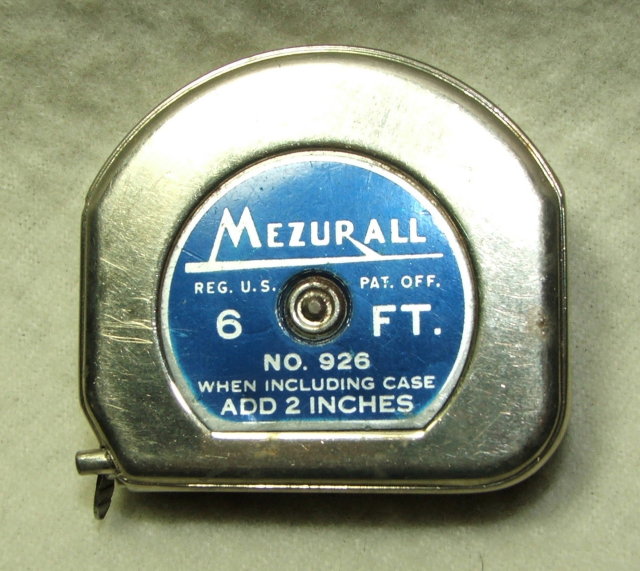 MEZURALL
REG. U.S. PAT. OFF.
6 FT.
NO. 926
WHEN INCLUDING CASE
ADD 2 INCHES